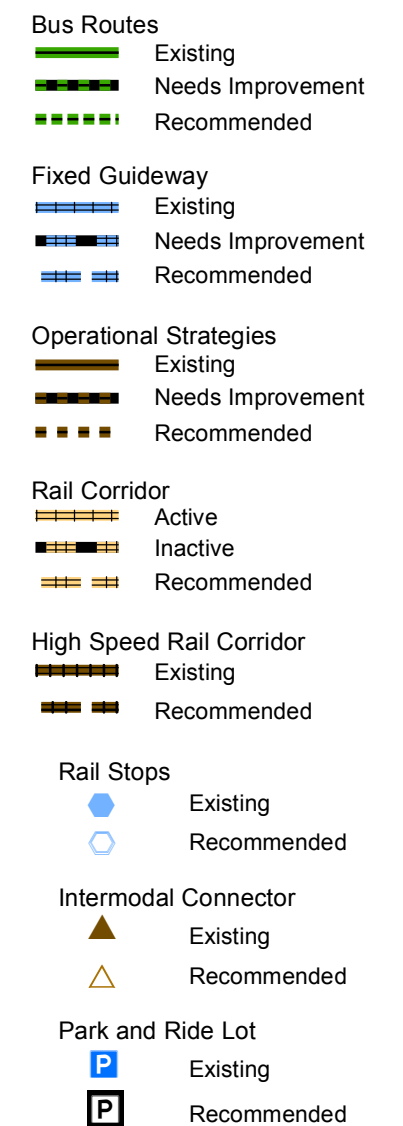 Bus Routes
Existing
Needs Improvement
Recommended
Fixed Guideway
Existing
Needs Improvement
Recommended
Operational Strategies
Existing
Needs Improvement
Recommended
Rail Corridor
Active
Inactive
Recommended
High Speed Rail Corridor
Existing
Recommended
Rail Stops
Existing
Recommended
Intermodal Connector
Existing
Recommended
Park and Ride Lot
P Existing
P Recommended